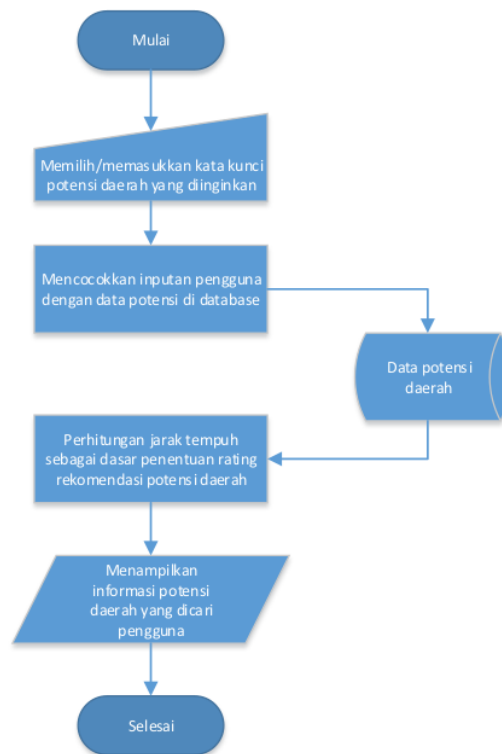 Mulai
Memilih/memasukkan kata kunci
potensi daerah yang diinginkan
Mencocokkan inputan pengguna
dengan data potensi di database
Data potensi
daerah
Perhitungan jarak tempuh
sebagai dasar penentuan rating
rekomendasi potensi daerah
Menampilkan
informasi potensi
daerah yang dicari
pengguna
Selesai